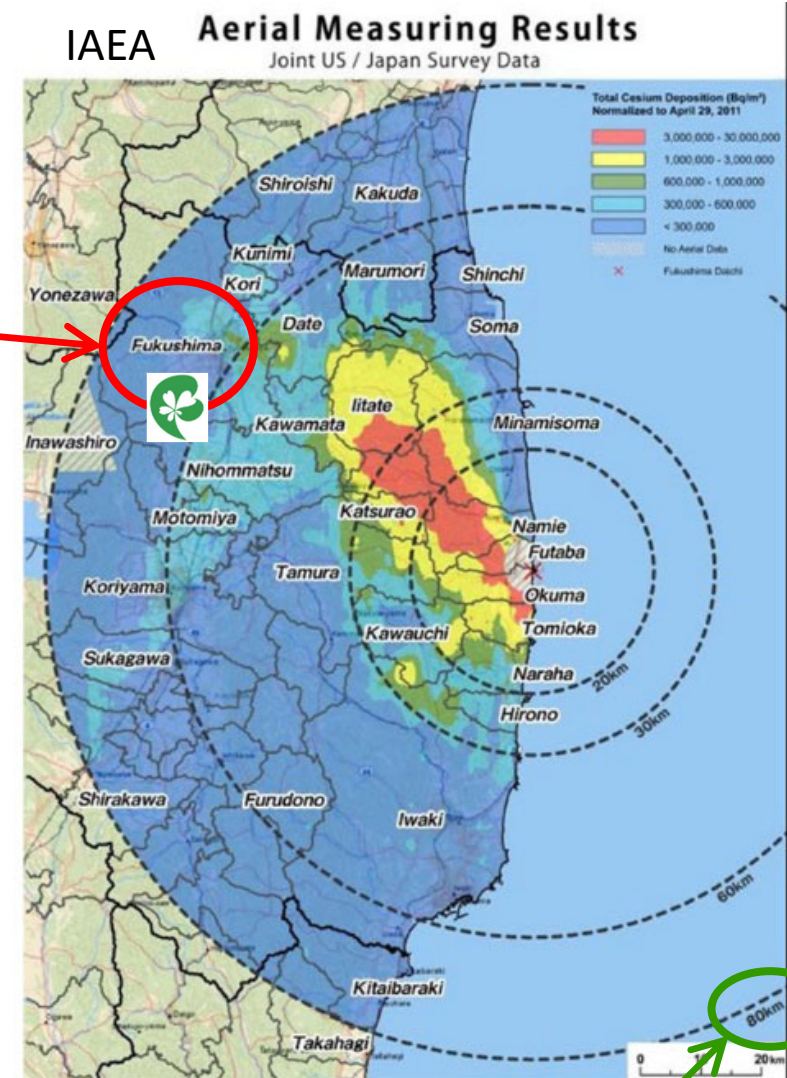 IAEA
Aerial Measuring Results
Joint US / Japan Survey Data
Total Cesium Deposition (Bq/m²)
Normalized to April 29, 2011
3,000,000 - 30,000,000
1,000,000 - 3,000,000
600,000 - 1,000,000
300,000 - 600,000
< 300,000
No Aerial Data
Fukushima Daichi
Shiroishi
Kakuda
Kunimi
Kori
Marumori
Shinchi
Yonezawa
Date
Soma
Fukushima
Iitate
Kawamata
Minamisoma
Inawashiro
Nihommatsu
Motomiya
Katsurao
Namie
Futaba
Tamura
Koriyama
Okuma
Kawauchi
Tomioka
Sukagawa
Naraha
20km
Hirono
30km
Shirakawa
Furudono
Iwaki
60km
Kitaibaraki
80km
Takahagi
0
10
20km